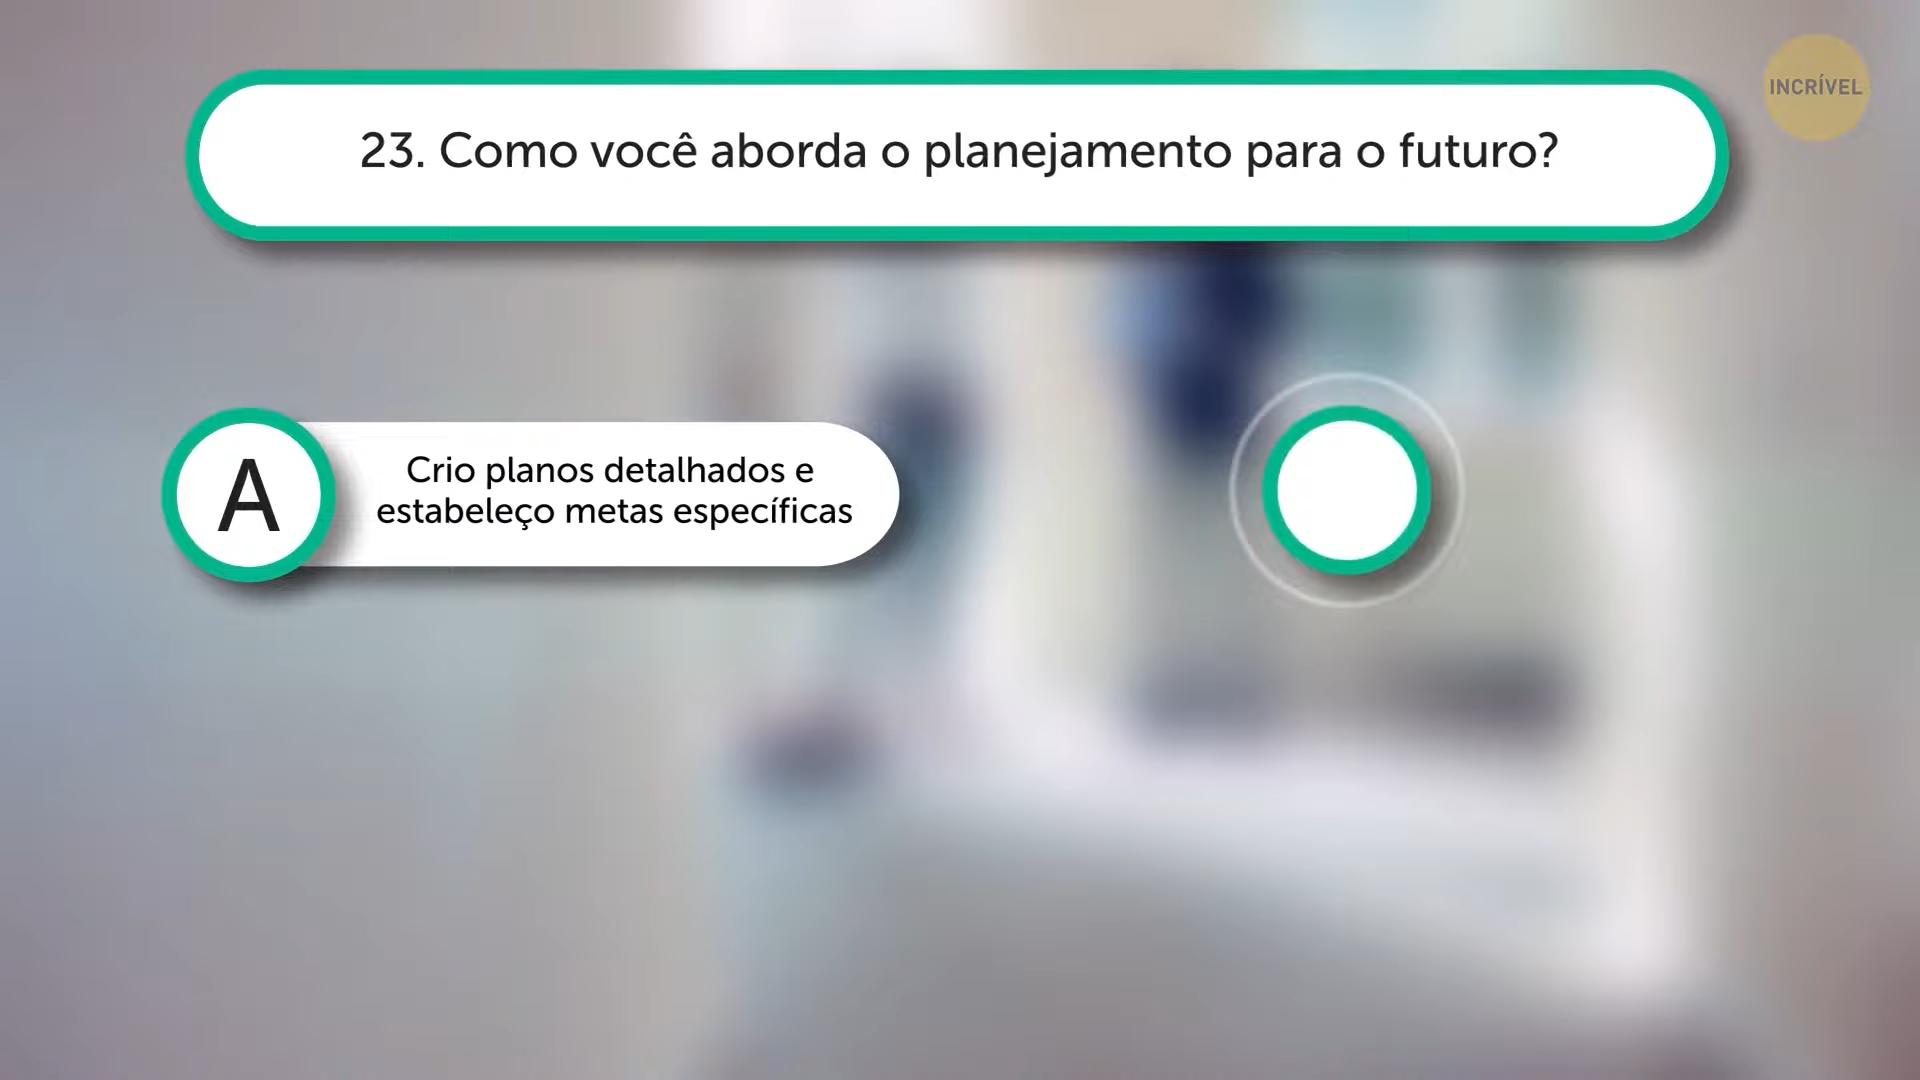 INCRÍVEL
23. Como você aborda o planejamento para o futuro?
A
Crio planos detalhados e
estabeleço metas específicas